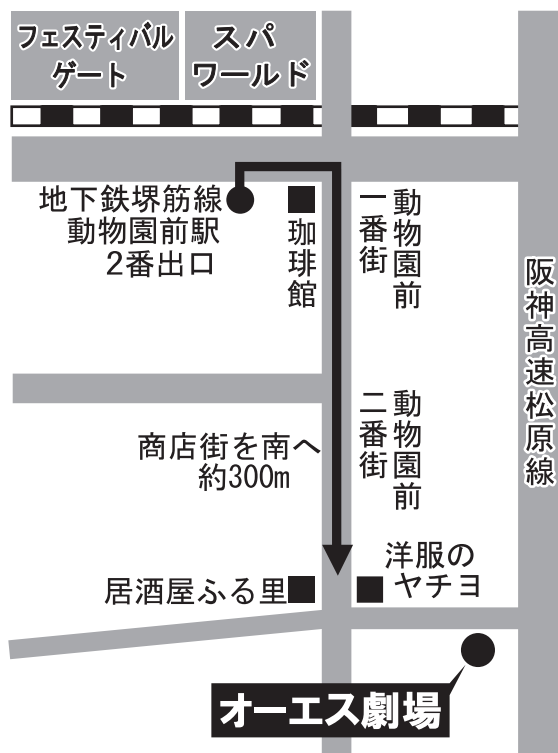 フェスティバル
ゲート
スパ
ワールド
地下鉄堺筋線
動物園前駅
2番出口
珈琲館
動物園前
一番街
阪神高速松原線
動物園前
二番街
商店街を南へ
約300m
洋服の
ヤチヨ
居酒屋ふる里
オーエス劇場